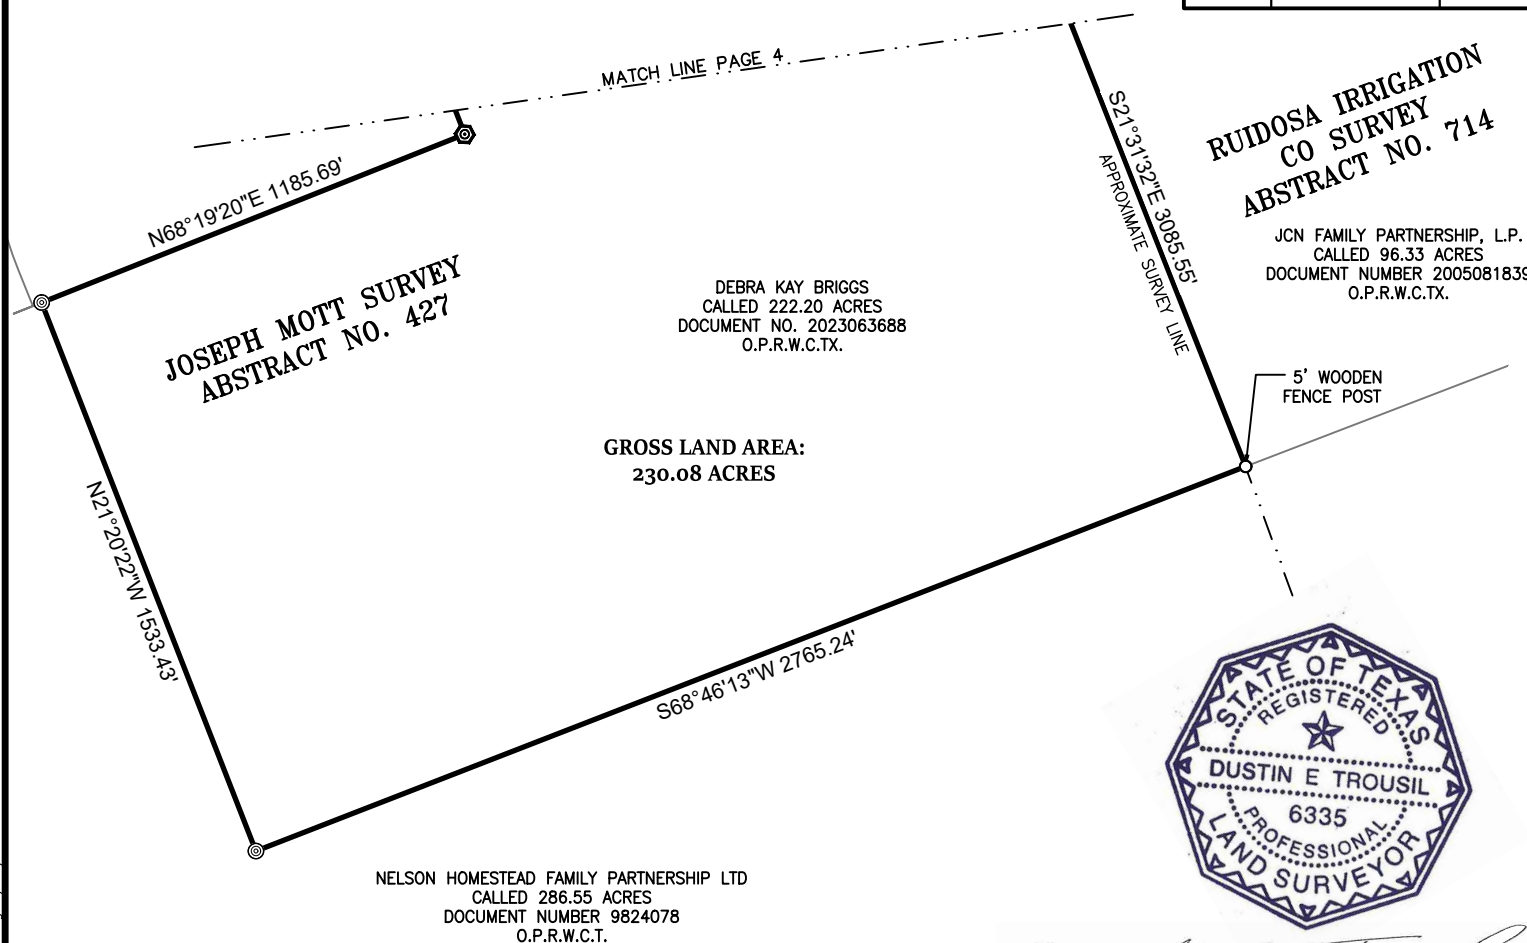 MATCH LINE PAGE 4
N68°19'20"E 1185.69'
S21°31'32"E 3085.55'
APPROXIMATE SURVEY LINE
RUIDOSA IRRIGATION
CO SURVEY
ABSTRACT NO. 714
JCN FAMILY PARTNERSHIP, L.P.
CALLED 96.33 ACRES
DOCUMENT NUMBER 2005081839
O.P.R.W.C.TX.
JOSEPH MOTT SURVEY
ABSTRACT NO. 427
DEBRA KAY BRIGGS
CALLED 222.20 ACRES
DOCUMENT NO. 2023063688
O.P.R.W.C.TX.
5' WOODEN
FENCE POST
GROSS LAND AREA:
230.08 ACRES
N21°20'22"W 1533.43'
S68°46'13"W 2765.24'
STATE OF TEXAS
REGISTERED
DUSTIN E TROUSIL
6335
PROFESSIONAL
LAND SURVEYOR
NELSON HOMESTEAD FAMILY PARTNERSHIP LTD
CALLED 286.55 ACRES
DOCUMENT NUMBER 9824078
O.P.R.W.C.T.